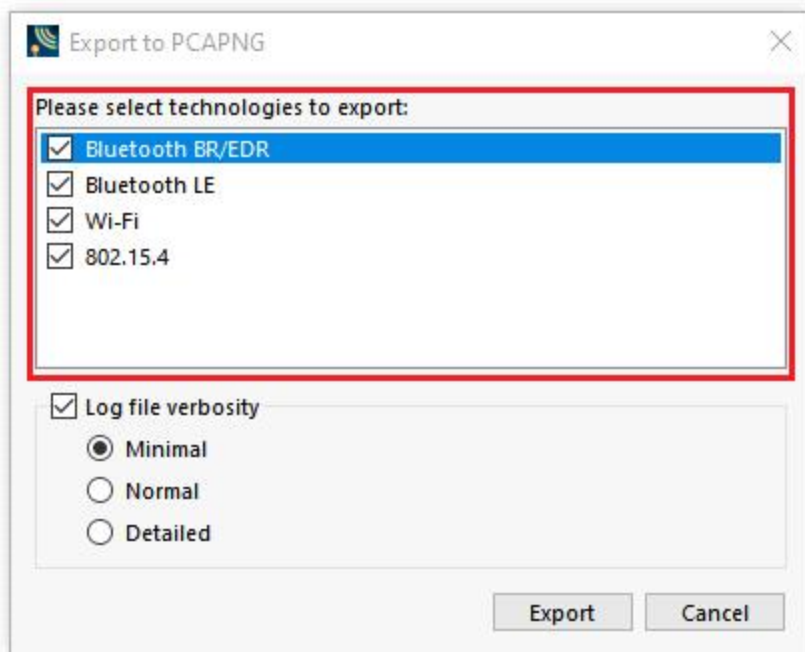 Export to PCAPNG
Please select technologies to export:
Bluetooth BR/EDR
Bluetooth LE
Wi-Fi
802.15.4
Log file verbosity
Minimal
Normal
Detailed
Export Cancel